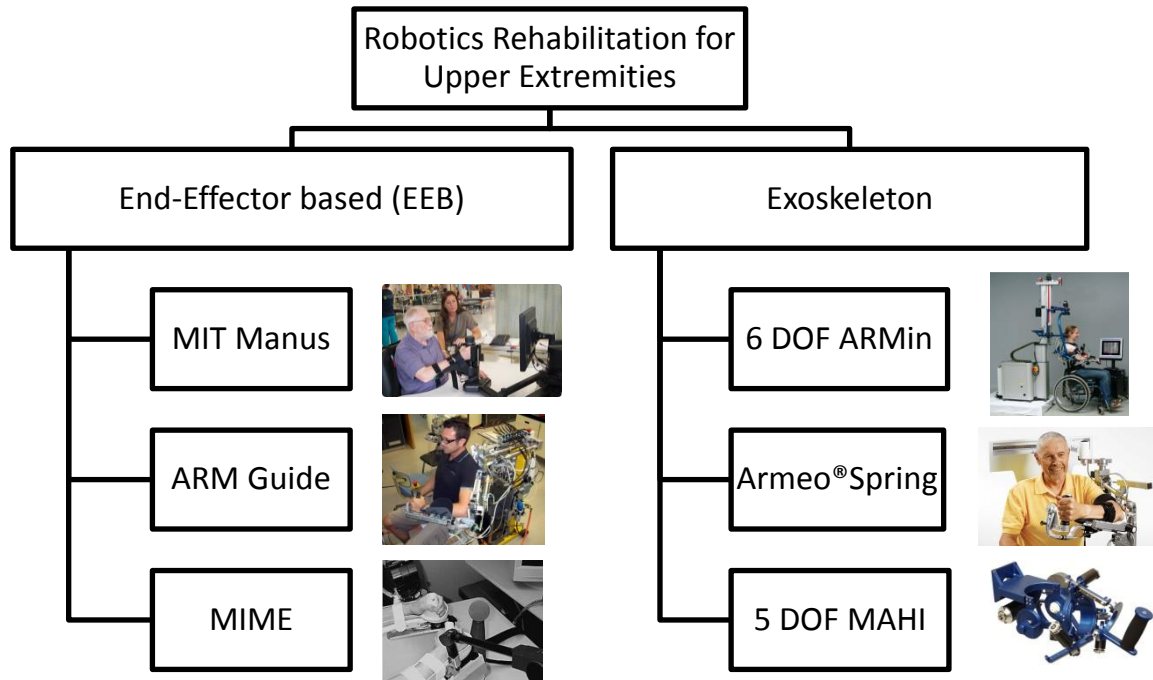 Robotics Rehabilitation for
Upper Extremities
End-Effector based (EEB)
Exoskeleton
MIT Manus
6 DOF ARMin
ARM Guide
Armeo®Spring
MIME
5 DOF MAHI